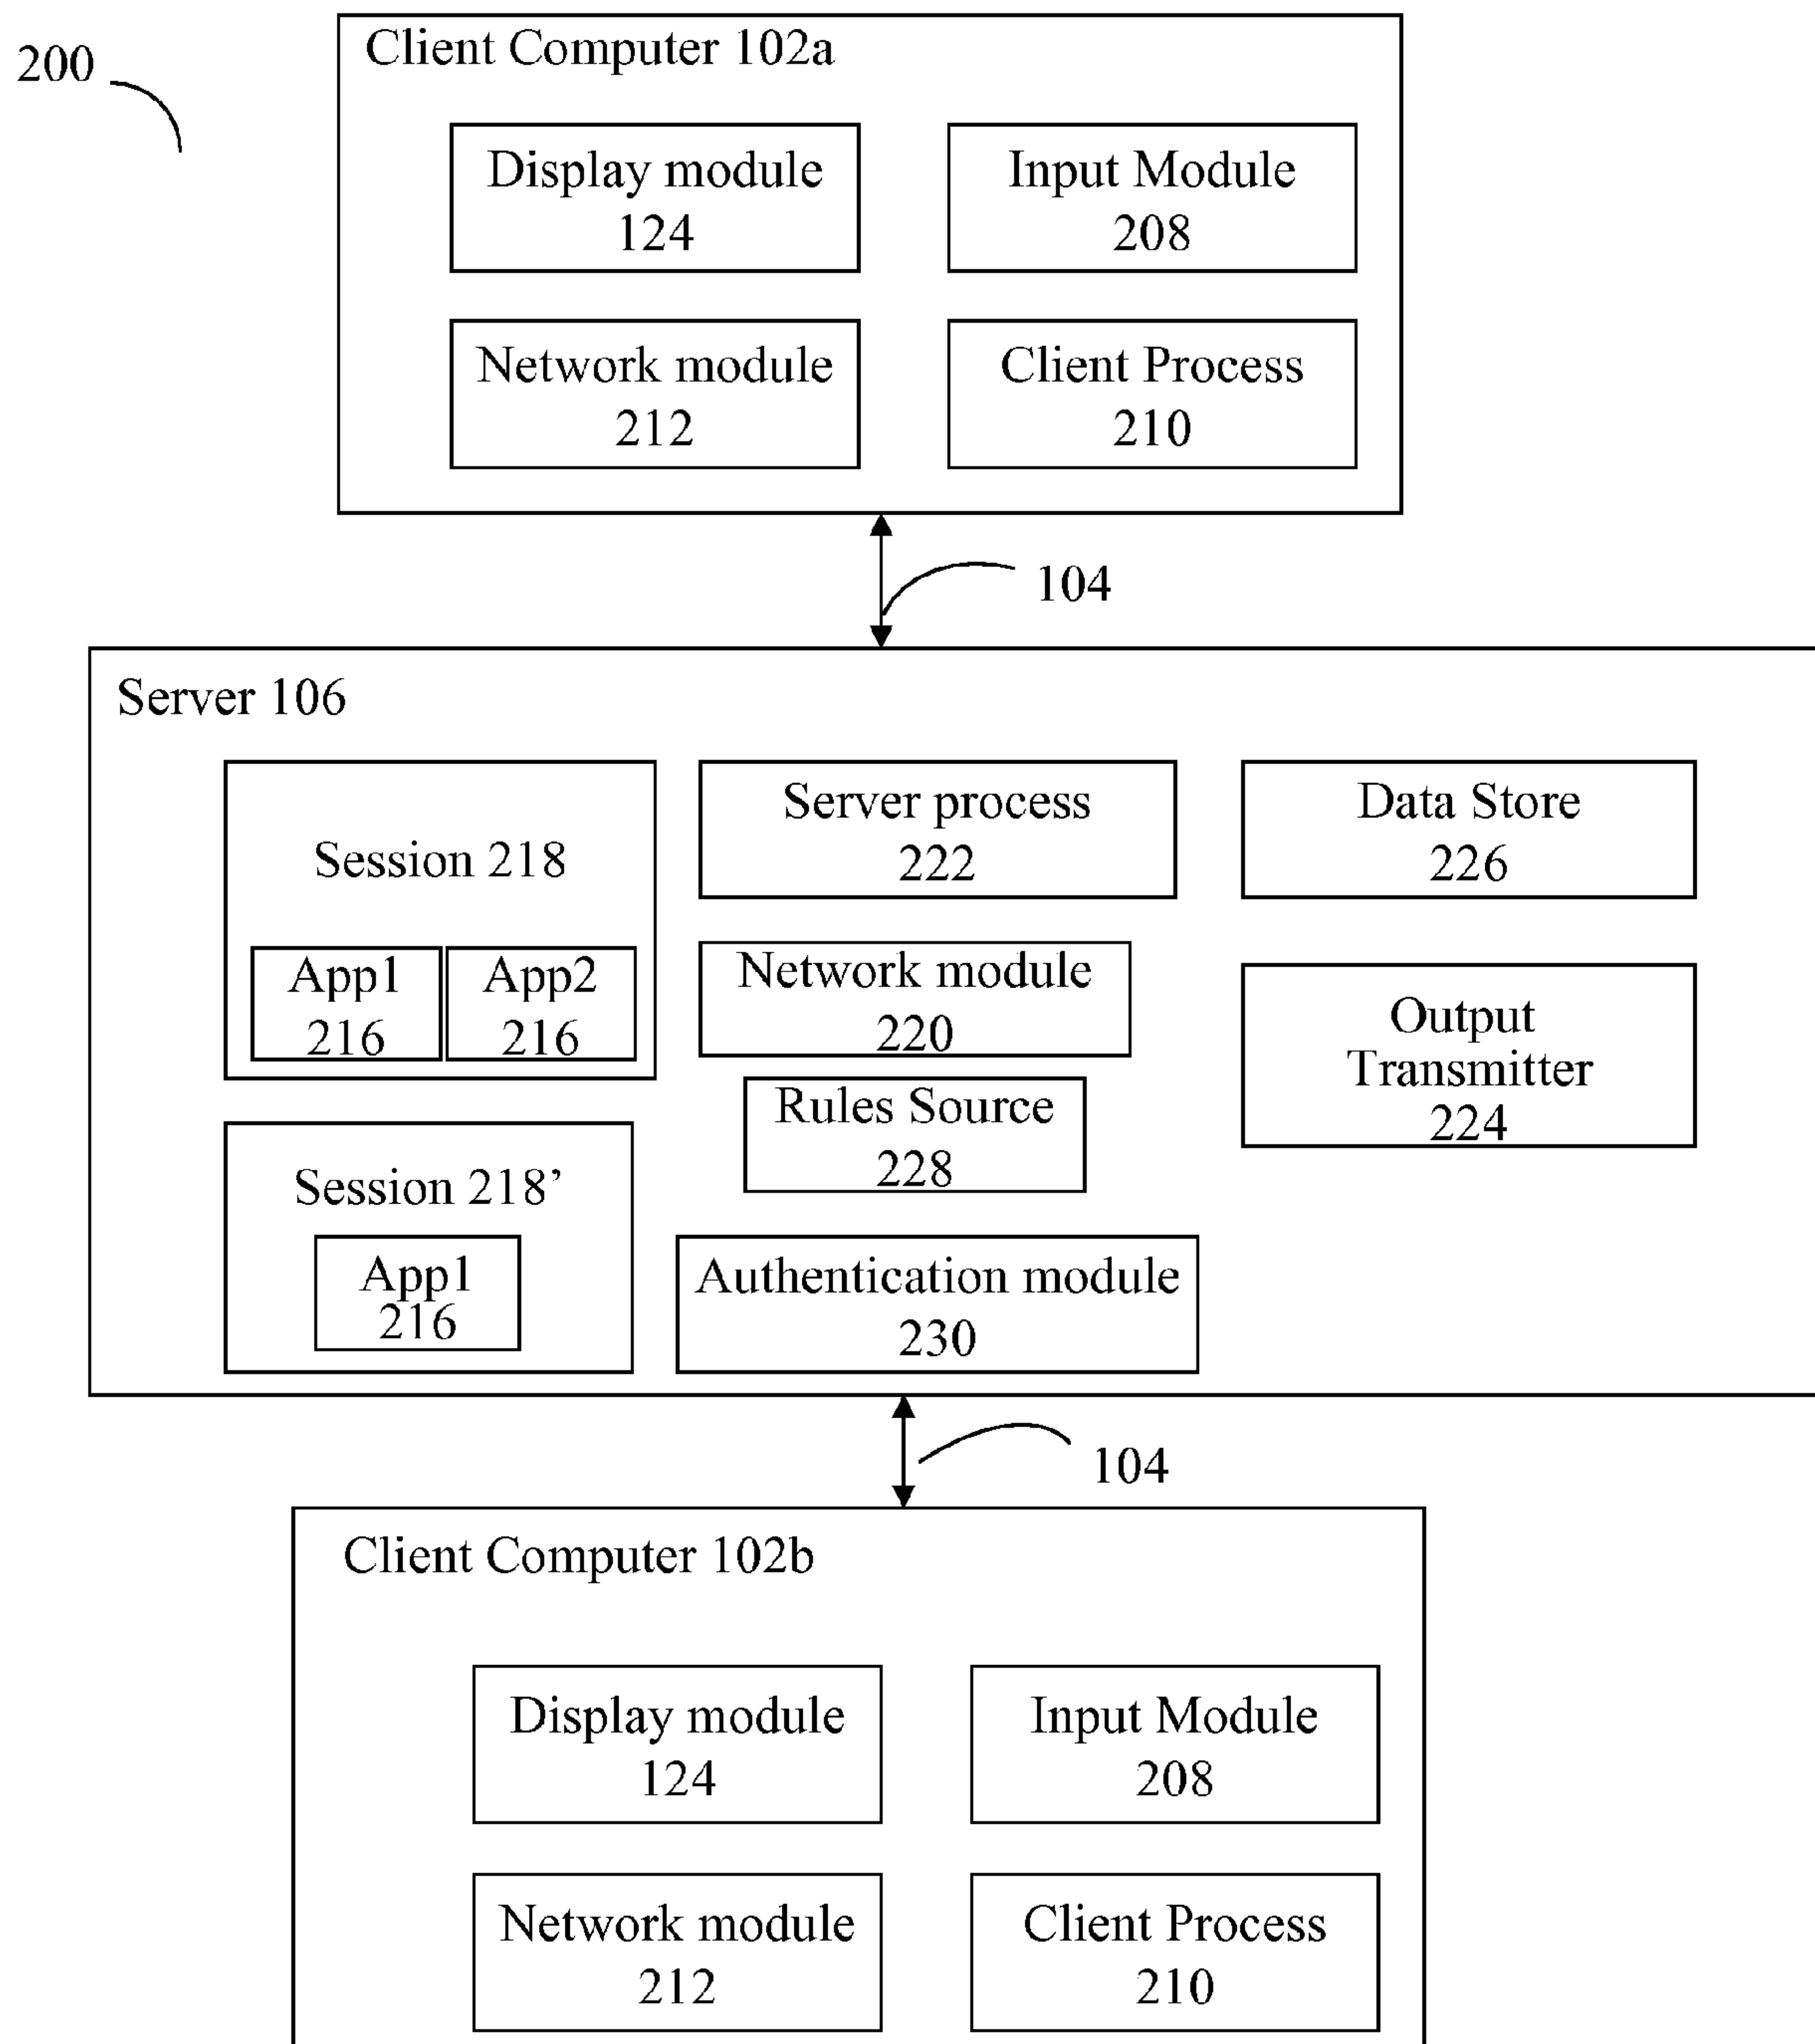 200
Client Computer 102a
Display module
124
Input Module
208
Network module
212
Client Process
210
104
Server 106
Session 218
App1
216
App2
216
Server process
222
Data Store
226
Network module
220
Output
Transmitter
224
Rules Source
228
Session 218’
App1
216
Authentication module
230
104
Client Computer 102b
Display module
124
Input Module
208
Network module
212
Client Process
210